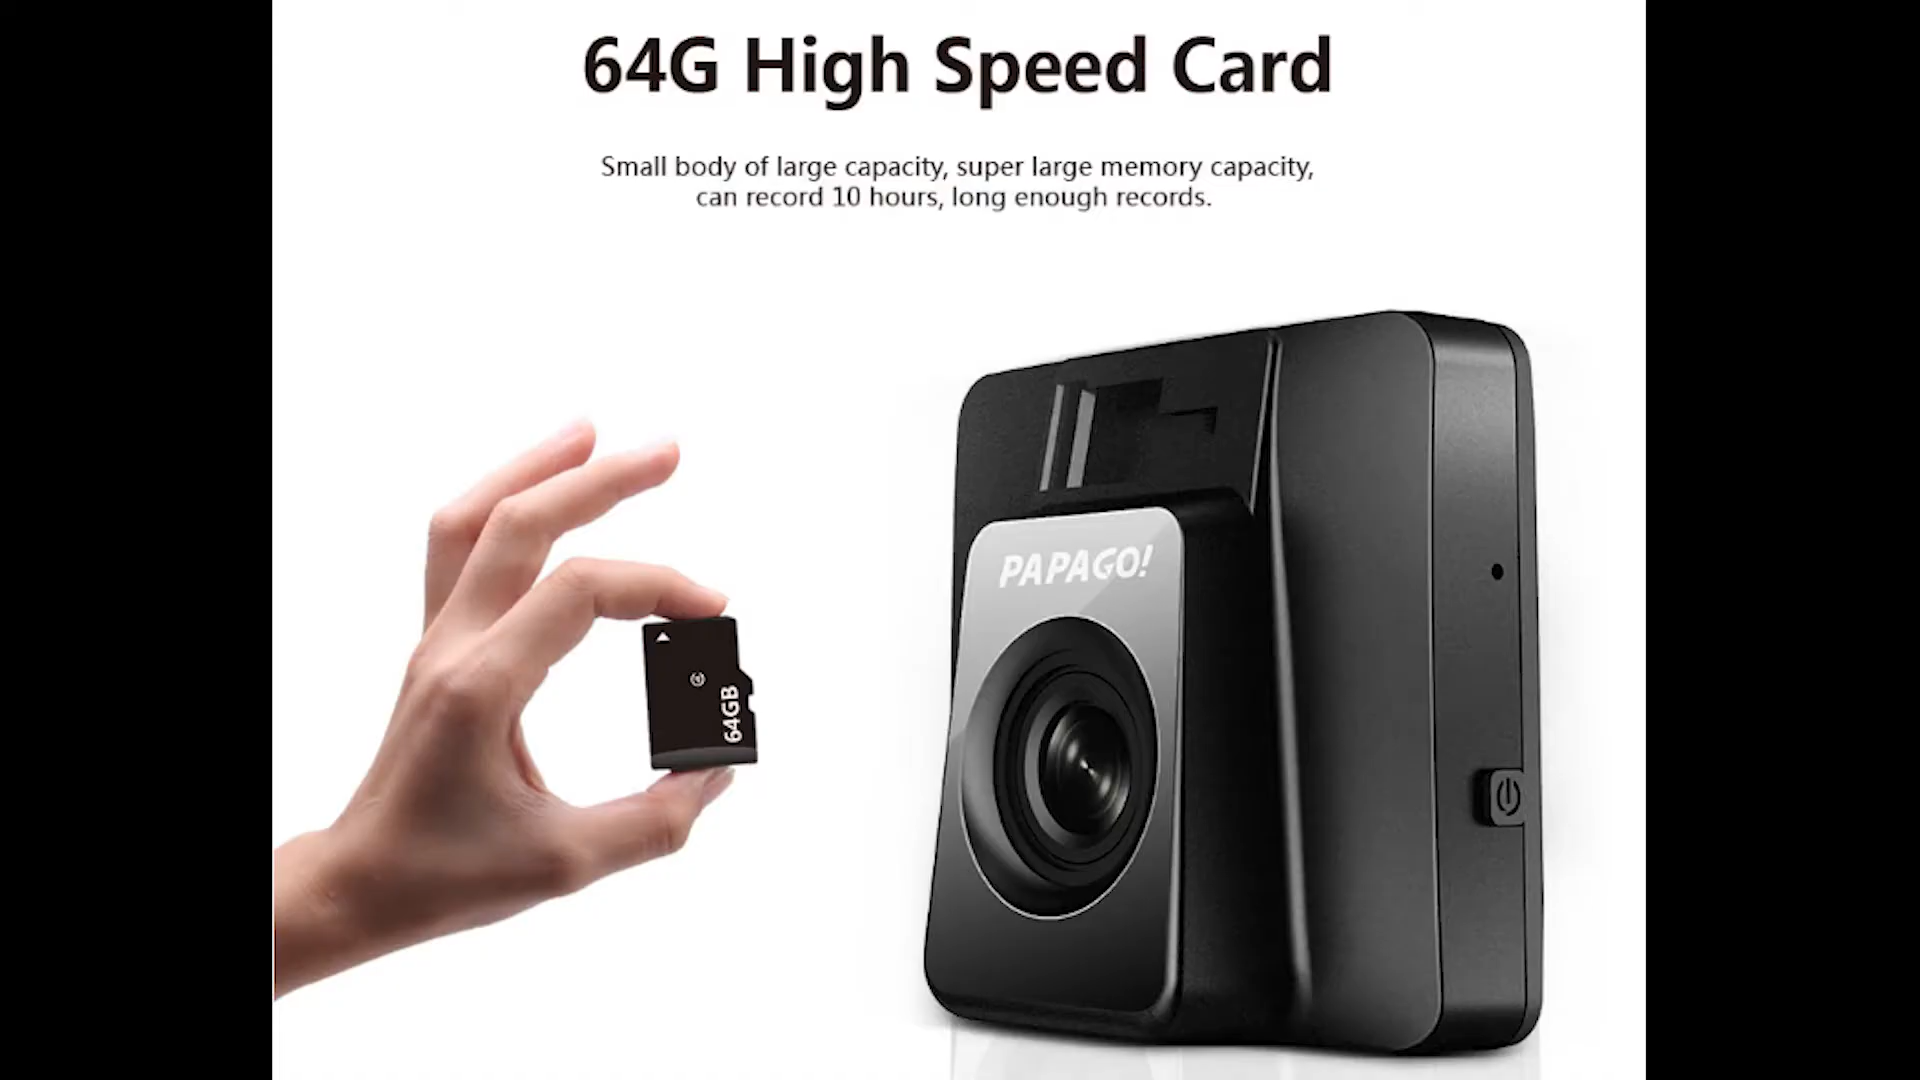 64G High Speed Card
Small body of large capacity, super large memory capacity,
can record 10 hours, long enough records.
PAPAGO!
64GB